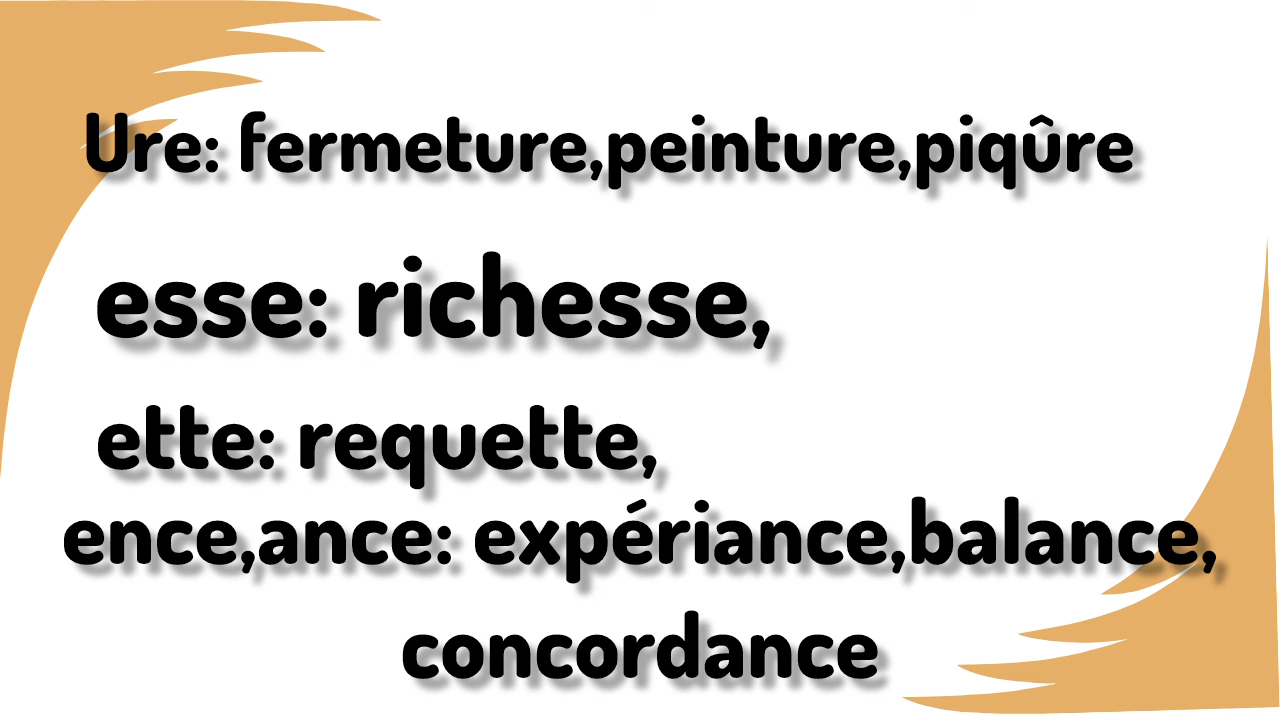 Ure: fermeture,peinture,piqûre
esse: richesse,
ette: requette,
ence,ance: expériance,balance,
concordance